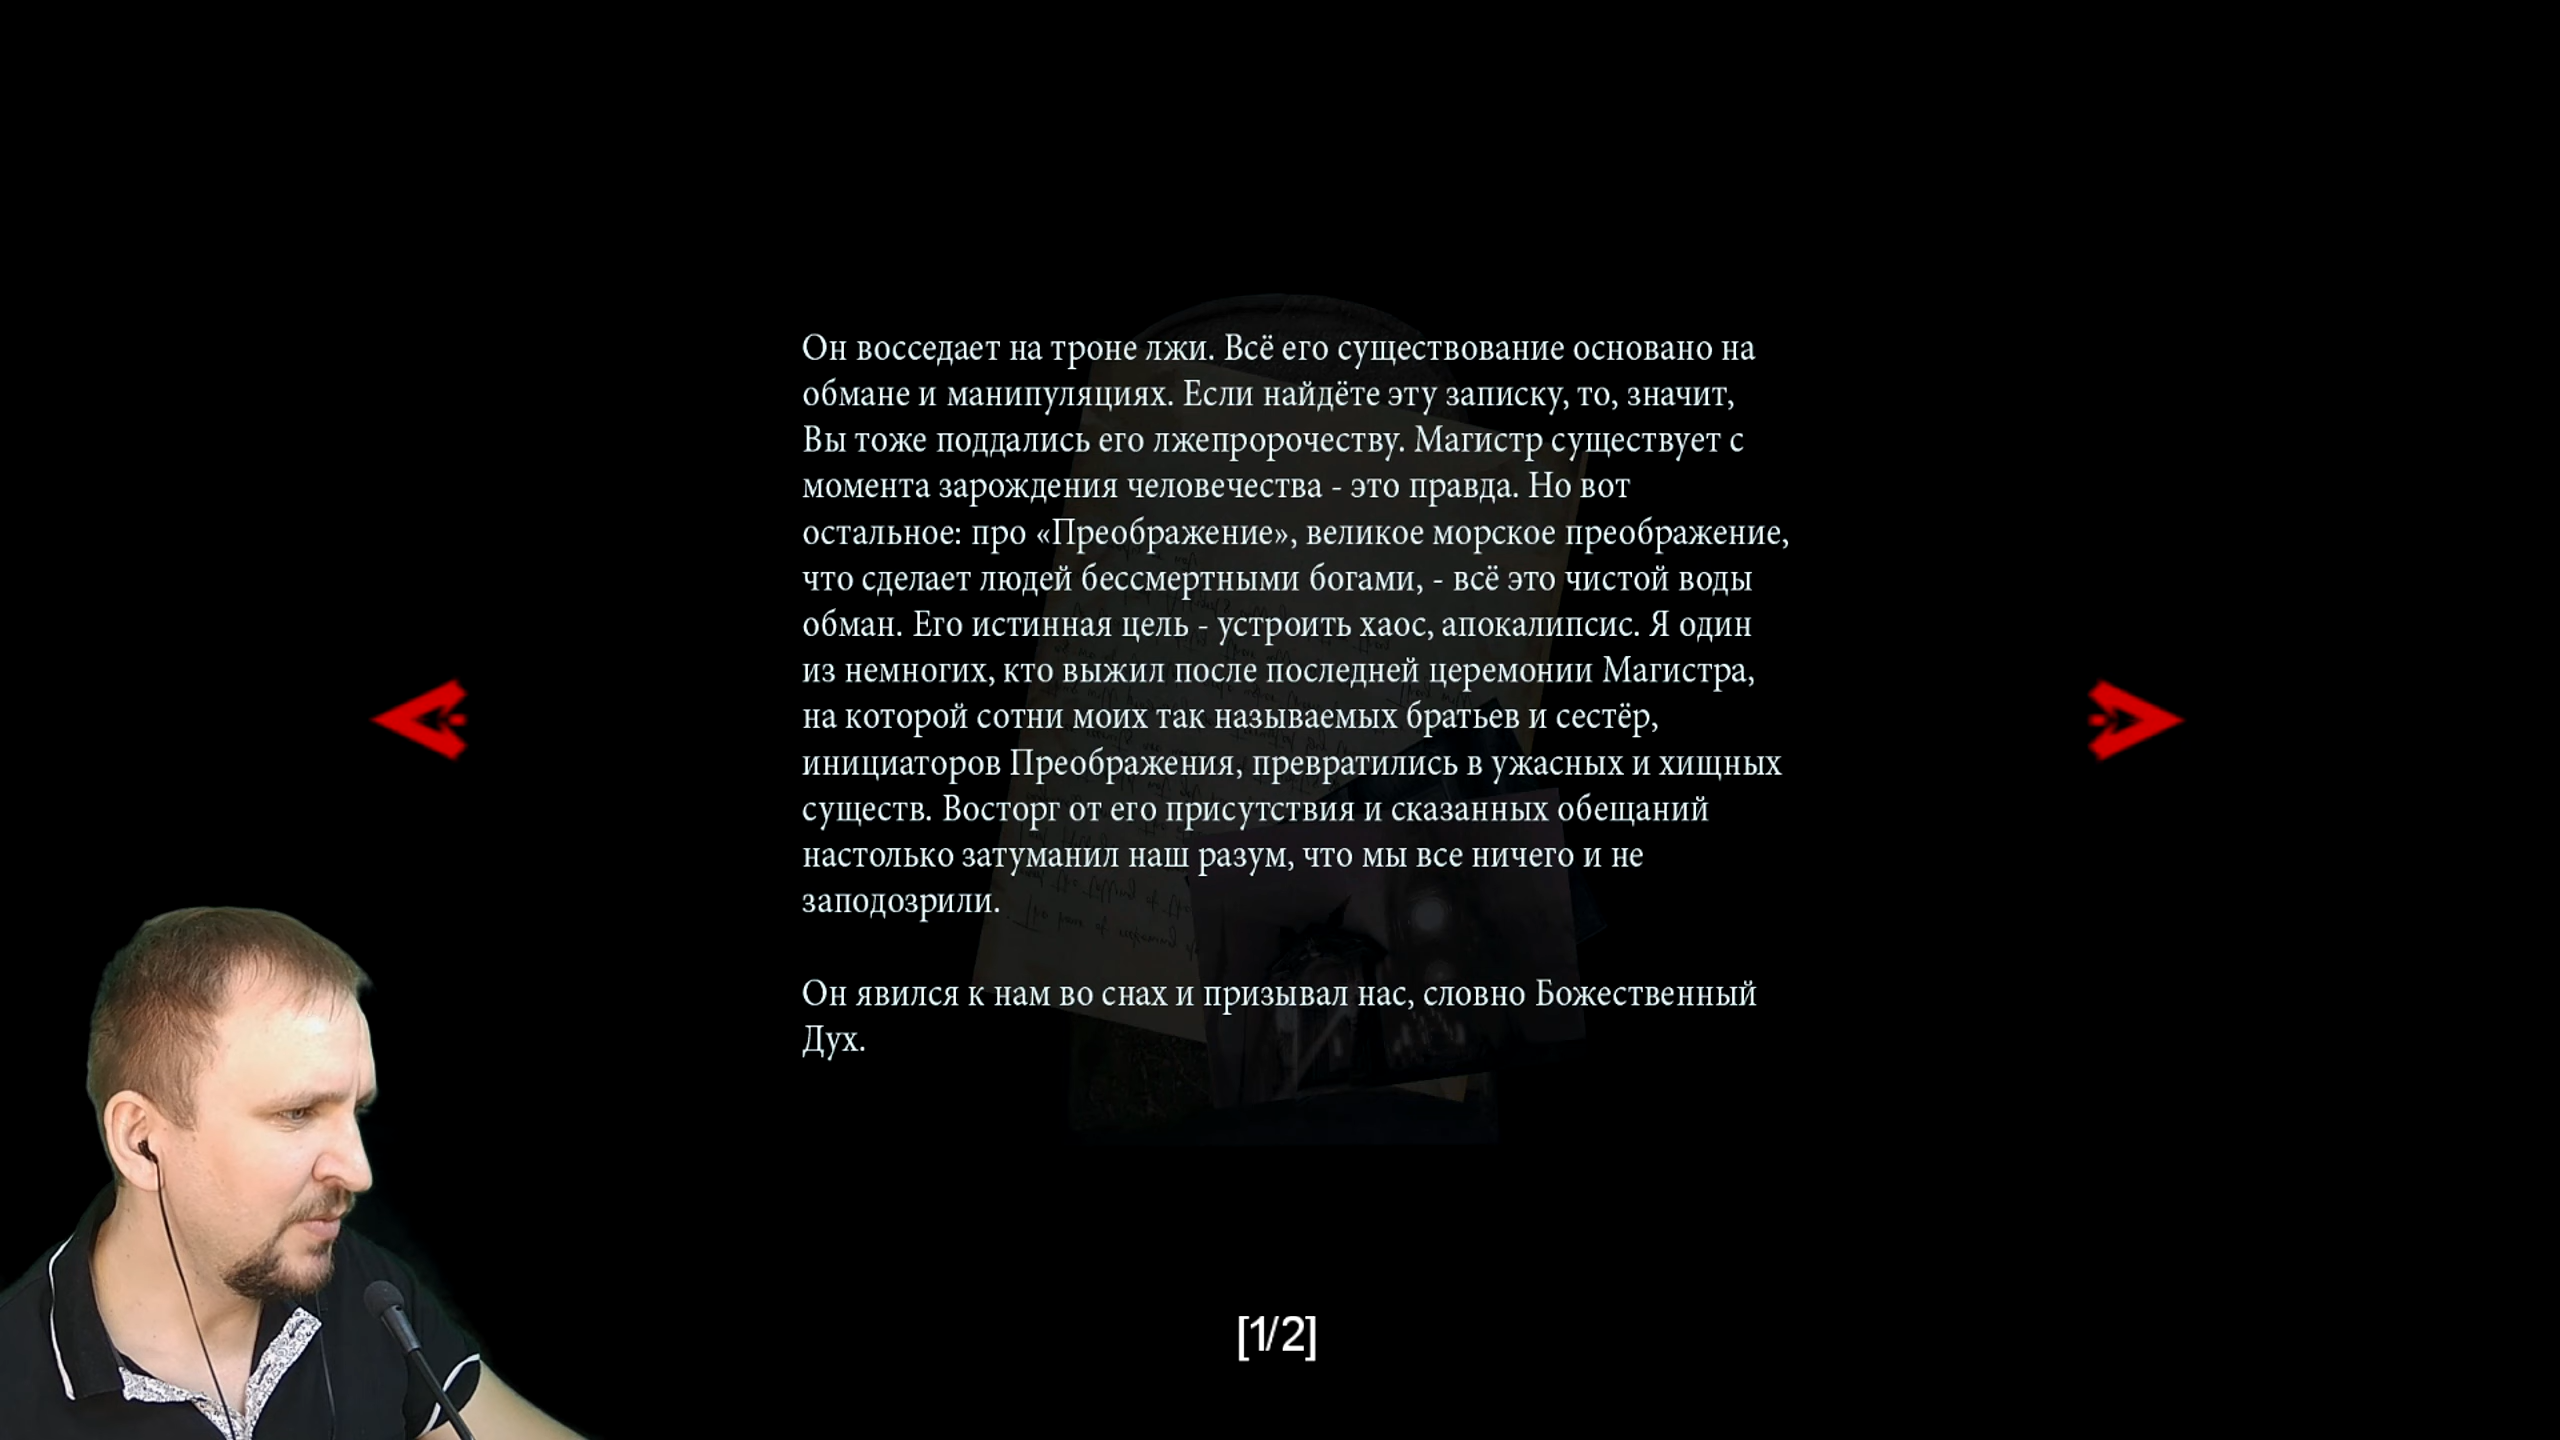 Он восседает на троне лжи. Всё его существование основано на
обмане и манипуляциях. Если найдёте эту записку, то, значит,
Вы тоже поддались его лжепророчеству. Магистр существует с
момента зарождения человечества - это правда. Но вот
остальное: про «Преображение», великое морское преображение,
что сделает людей бессмертными богами, - всё это чистой воды
обман. Его истинная цель - устроить хаос, апокалипсис. Я один
из немногих, кто выжил после последней церемонии Магистра,
на которой сотни моих так называемых братьев и сестёр,
инициаторов Преображения, превратились в ужасных и хищных
существ. Восторг от его присутствия и сказанных обещаний
настолько затуманил наш разум, что мы все ничего и не
заподозрили.
Он явился к нам во снах и призывал нас, словно Божественный
Дух.
[1/2]